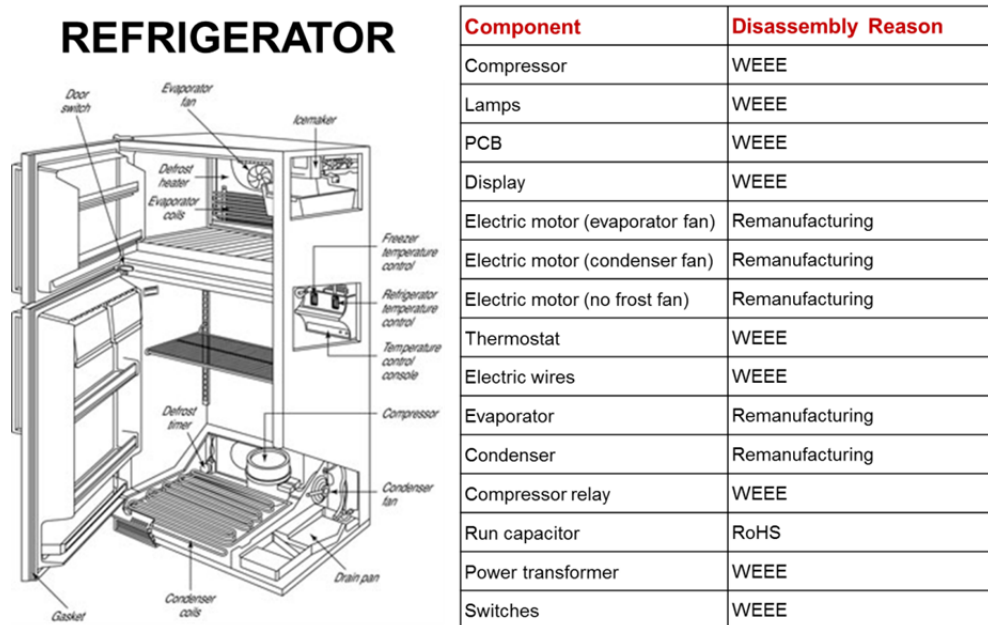 REFRIGERATOR
Door
switch
Evaporator
fan
Icemaker
Defrost
heater
Evaporator
coils
Freezer
temperature
control
Refrigerator
temperature
control
Temperature
control
console
Defrost
timer
Compressor
Condenser
fan
Drain pan
Condenser
coils
Gasket
Component Disassembly Reason
Compressor WEEE
Lamps WEEE
PCB WEEE
Display WEEE
Electric motor (evaporator fan) Remanufacturing
Electric motor (condenser fan) Remanufacturing
Electric motor (no frost fan) Remanufacturing
Thermostat WEEE
Electric wires WEEE
Evaporator Remanufacturing
Condenser Remanufacturing
Compressor relay WEEE
Run capacitor RoHS
Power transformer WEEE
Switches WEEE